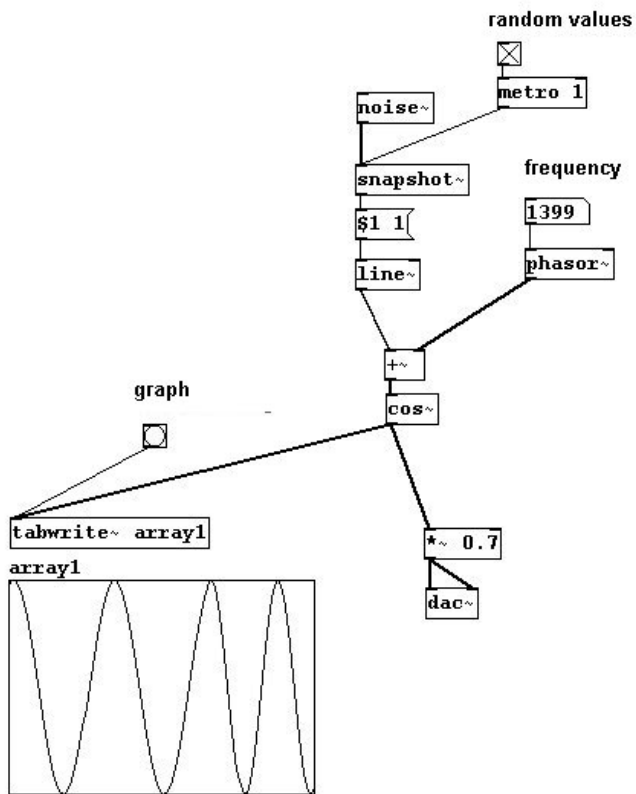 random values
metro 1
noise~
snapshot~
frequency
$1 1
1399
line~
phasor~
+~
graph
cos~
tabwrite~ array1
*~ 0.7
array1
dac~